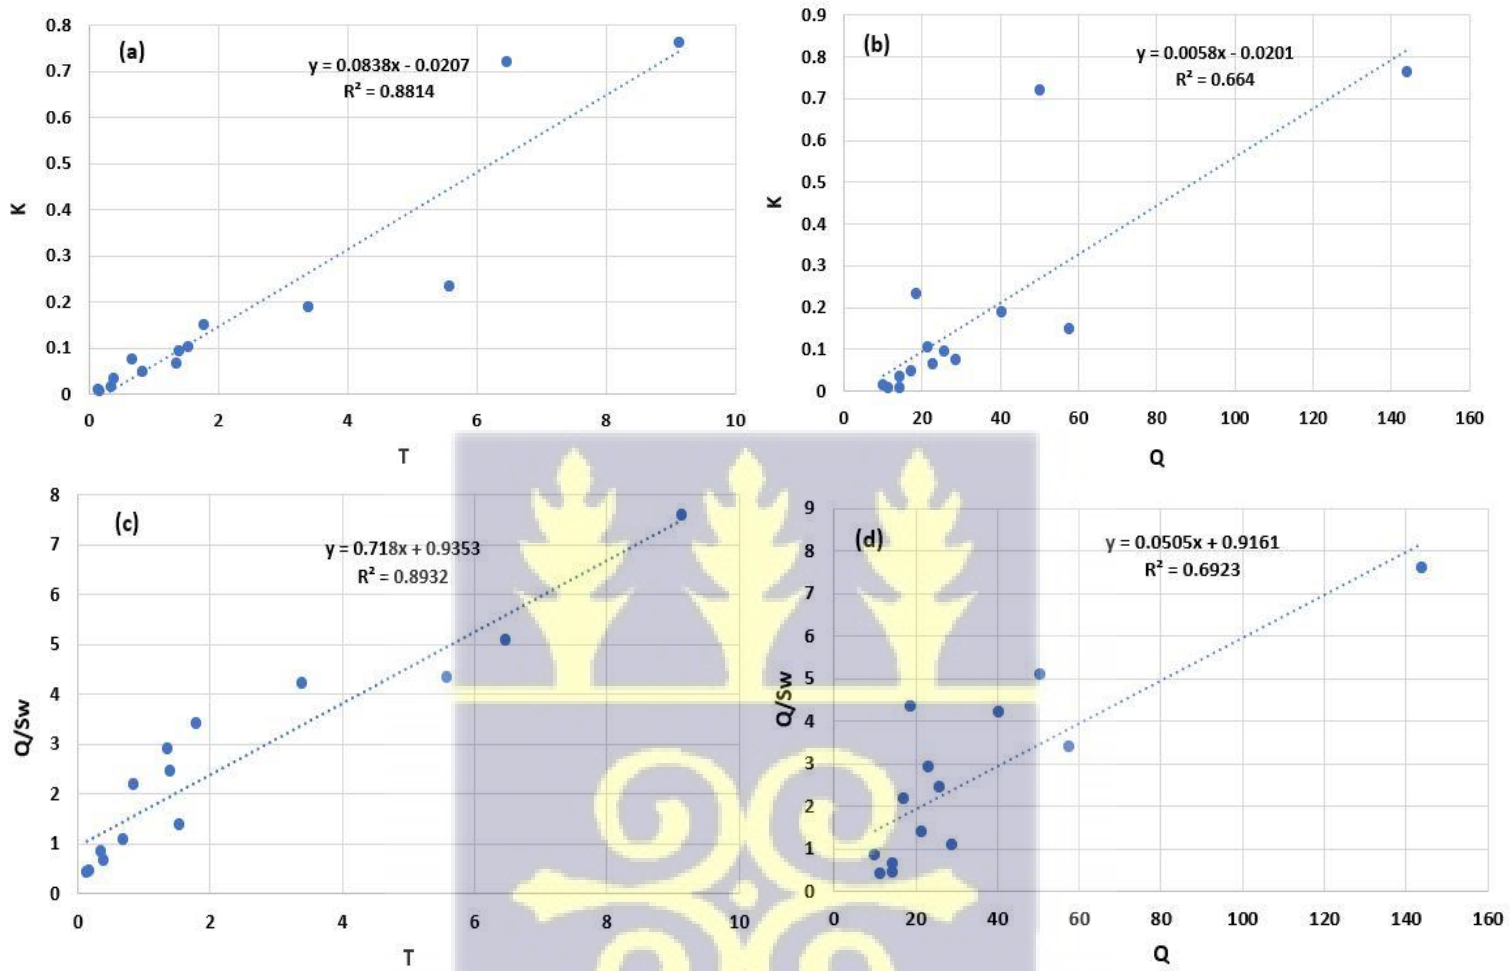 (a)
y = 0.0838x - 0.0207
R² = 0.8814
0.8
0.7
0.6
0.5
0.4
0.3
0.2
0.1
0
K
0 2 4 6 8 10
T
(b)
y = 0.0058x - 0.0201
R² = 0.664
0.9
0.8
0.7
0.6
0.5
0.4
0.3
0.2
0.1
0
K
0 20 40 60 80 100 120 140 160
Q
(c)
y = 0.718x + 0.9353
R² = 0.8932
8
7
6
5
4
3
2
1
0
Q/Sw
0 2 4 6 8 10
T
(d)
y = 0.0505x + 0.9161
R² = 0.6923
9
8
7
6
5
4
3
2
1
0
Q/Sw
0 20 40 60 80 100 120 140 160
Q